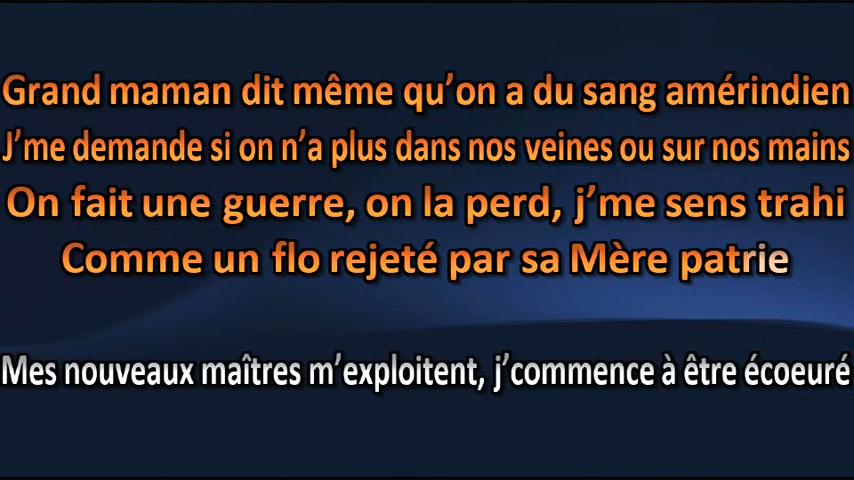 Grand maman dit même qu’on a du sang amérindien
J’me demande si on n’a plus dans nos veines ou sur nos mains
On fait une guerre, on la perd, j’me sens trahi
Comme un flo rejeté par sa Mère patrie
Mes nouveaux maîtres m’exploitent, j’commence à être écoeuré